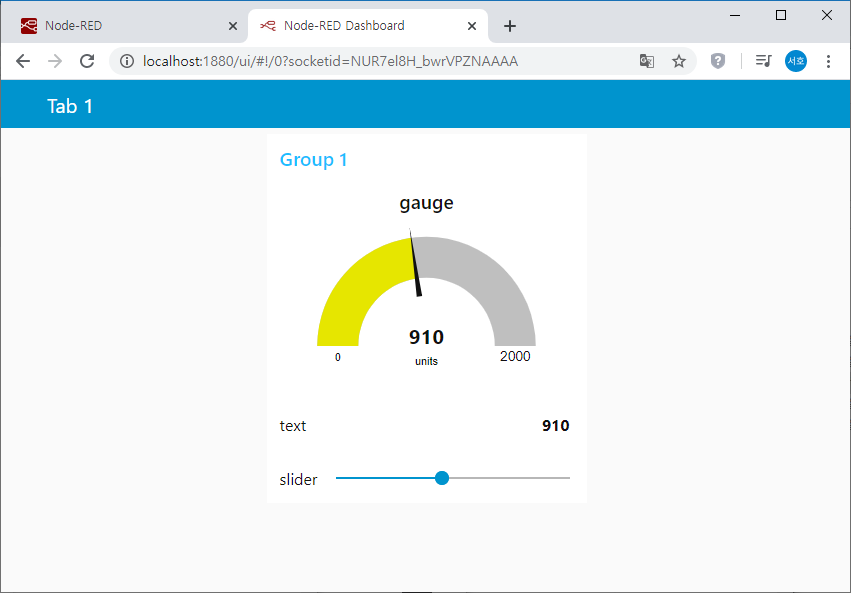 Node-RED
Node-RED Dashboard
localhost:1880/ui/#!/0?socketid=NUR7el8H_bwrVPZNAAAA
서호
Tab 1
Group 1
gauge
910
units
0
2000
text
910
slider